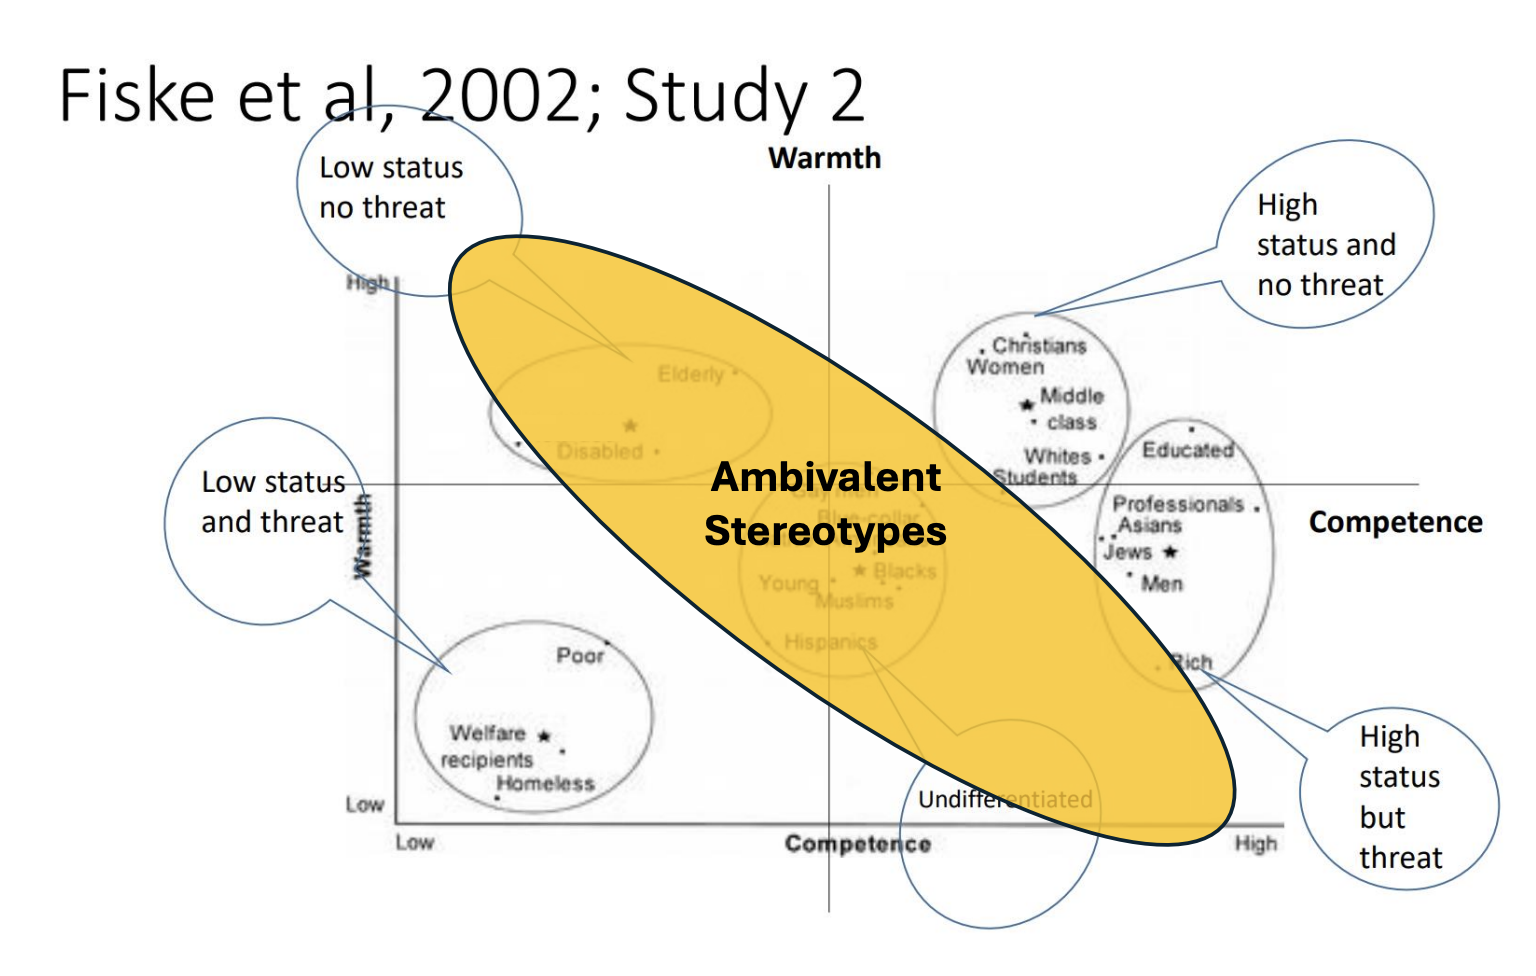 Fiske et al, 2002; Study 2
Warmth
Low status
no threat
High
status and
no threat
High
Christians
Women
Elderly
Middle
class
Disabled
Whites
Students
Educated
Ambivalent
Stereotypes
Low status
and threat
Warmth
Gay men
Blue-collar
Professionals
Asians
Jews
Men
Competence
Young
Blacks
Muslims
Hispanics
Poor
Rich
Welfare
recipients
Homeless
Undifferentiated
High
status
but
threat
Low
Low
Competence
High